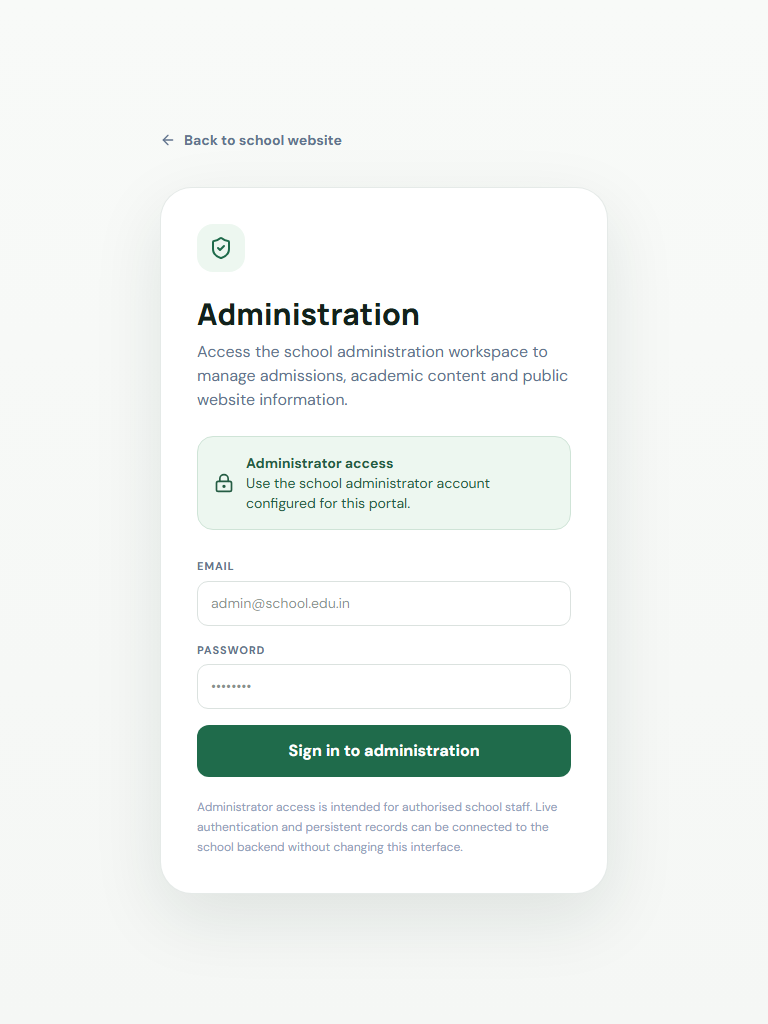 Back to school website
Administration
Access the school administration workspace to
manage admissions, academic content and public
website information.
Administrator access
Use the school administrator account
configured for this portal.
EMAIL
admin@school.edu.in
PASSWORD
••••••••
Sign in to administration
Administrator access is intended for authorised school staff. Live
authentication and persistent records can be connected to the
school backend without changing this interface.